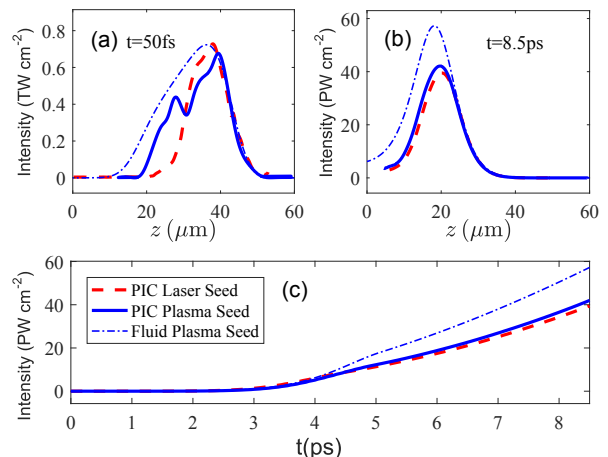 (a) t=50fs
Intensity (TW cm-2)
0.8
0.6
0.4
0.2
0
0 20 40 60
z (μm)
(b) t=8.5ps
Intensity (PW cm-2)
60
40
20
0
0 20 40 60
z (μm)
(c)
Intensity (PW cm-2)
60
40
20
0
PIC Laser Seed
PIC Plasma Seed
Fluid Plasma Seed
0 1 2 3 4 5 6 7 8
t(ps)